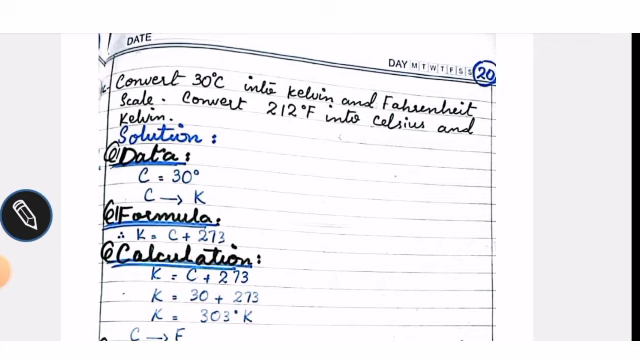 DATE
DAY M T W T F S S 20
Convert 30°C into Kelvin and Fahrenheit
Scale. Convert 212°F into Celsius and
Kelvin.
Solution:
Data:
C = 30°
C → K
Formula:
∴ K = C + 273
Calculation:
K = C + 273
K = 30 + 273
K = 303°K
C → F